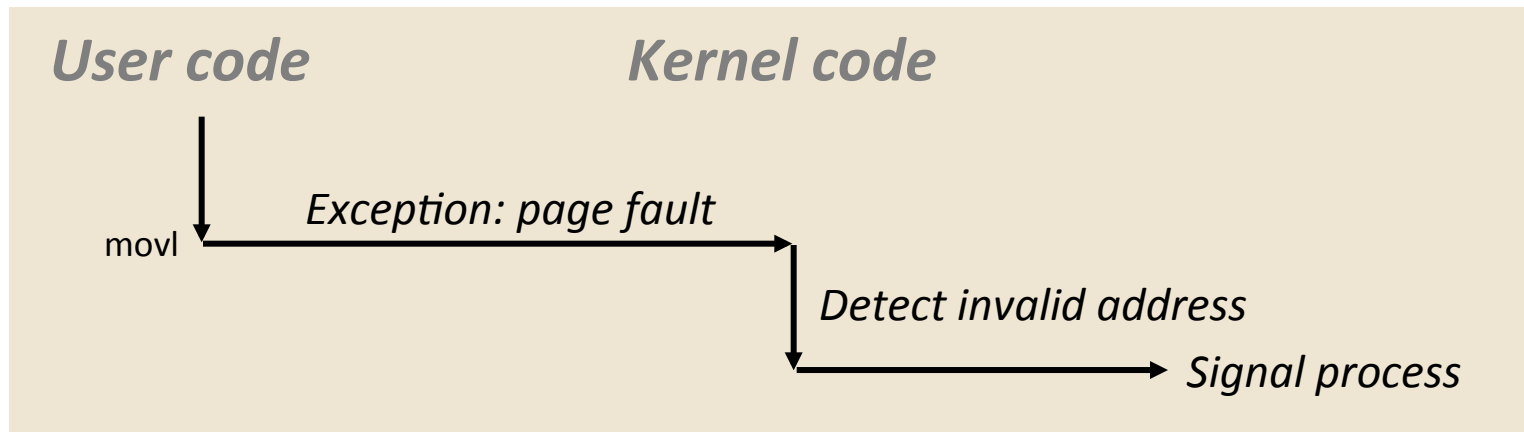 User code
Kernel code
Exception: page fault
movl
Detect invalid address
Signal process